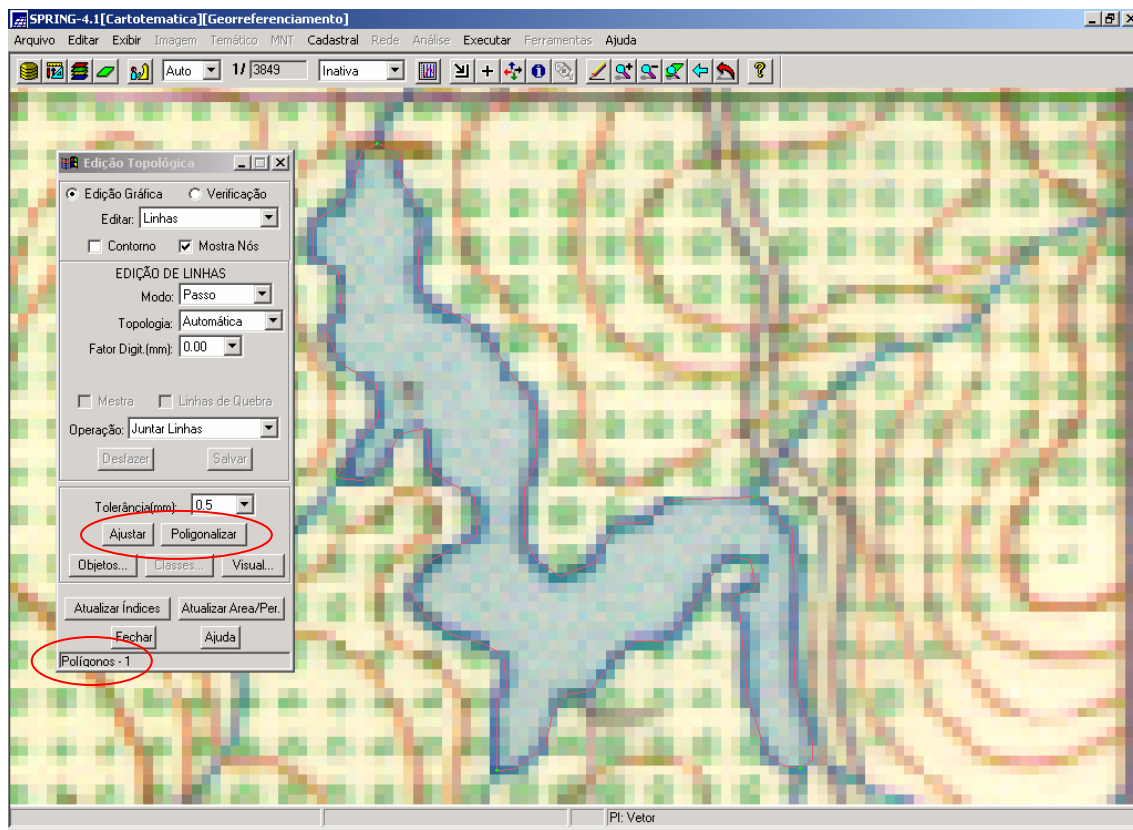 SPRING-4.1[Cartotematica][Georreferenciamento]
Arquivo Editar Exibir Imagem Temático MNT Cadastral Rede Análise Executar Ferramentas Ajuda
Auto 1/ 3849 Inativa
Edição Topológica
Edição Gráfica Verificação
Editar: Linhas
Contorno Mostra Nós
EDIÇÃO DE LINHAS
Modo: Passo
Topologia: Automática
Fator Digit.(mm): 0.00
Mestra Linhas de Quebra
Operação: Juntar Linhas
Desfazer Salvar
Tolerância(mm): 0.5
Ajustar Poligonalizar
Objetos... Classes... Visual...
Atualizar Índices Atualizar Area/Per.
Fechar Ajuda
Polígonos - 1
PI: Vetor